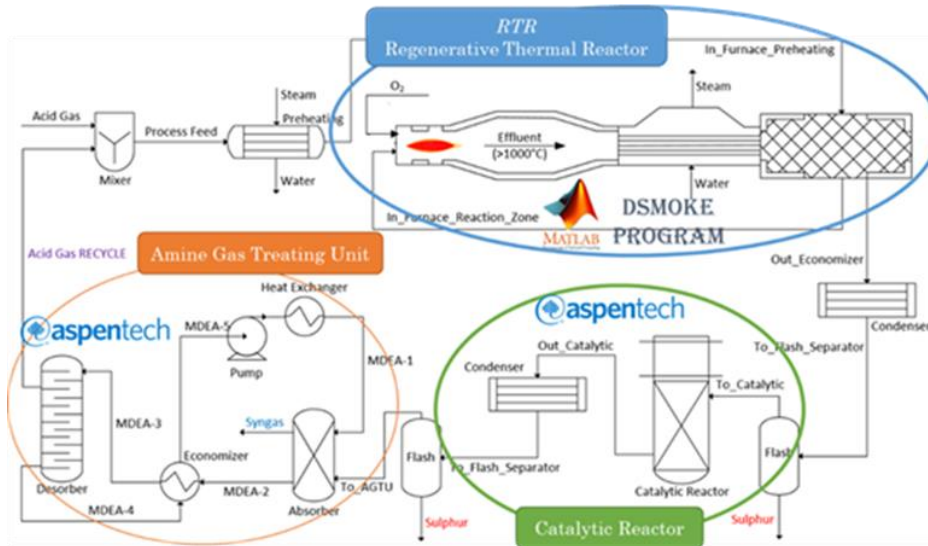 RTR
Regenerative Thermal Reactor
In_Furnace_Preheating
O₂
Steam
Steam
Acid Gas
Process Feed
Preheating
Effluent
(>1000°C)
Mixer
Water
Water
In_Furnace_Reaction_Zone
MATLAB
DSMOKE
PROGRAM
Acid Gas RECYCLE
Amine Gas Treating Unit
Out_Economizer
Heat Exchanger
aspentech
MDEA-5
aspentech
Condenser
Pump
MDEA-1
Out_Catalytic
Condenser
To_Flash_Separator
To_Catalytic
MDEA-3
Syngas
Economizer
Flash
Flash
To_Flash_Separator
Desorber
MDEA-4
MDEA-2
Absorber
To_AGTU
Catalytic Reactor
Sulphur
Catalytic Reactor
Sulphur